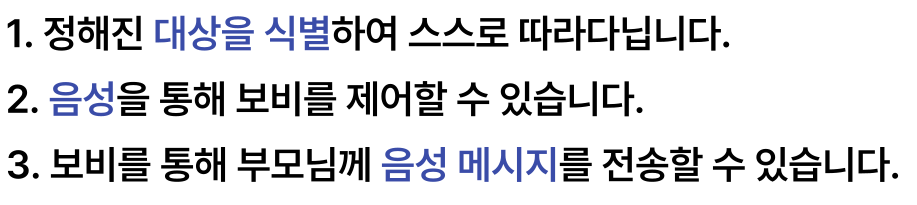 1. 정해진 대상을 식별하여 스스로 따라다닙니다.
2. 음성을 통해 보비를 제어할 수 있습니다.
3. 보비를 통해 부모님께 음성 메시지를 전송할 수 있습니다.